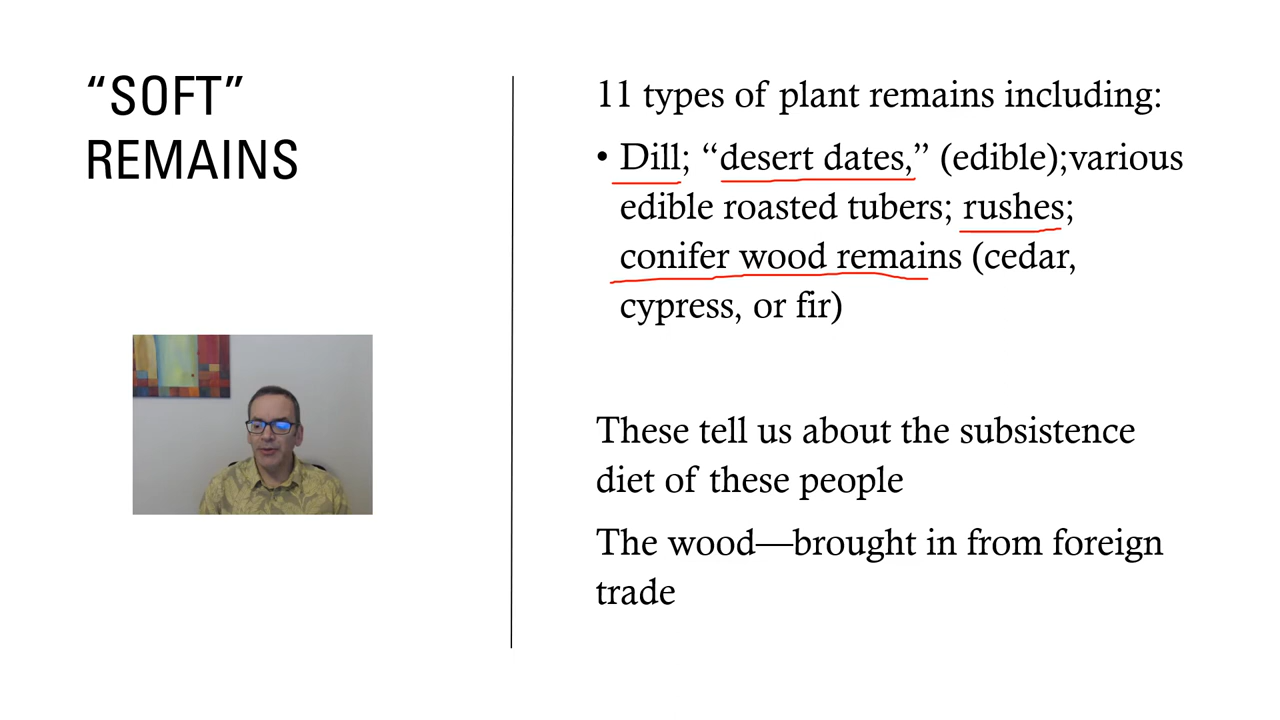 “SOFT”
REMAINS
11 types of plant remains including:
• Dill; “desert dates,” (edible);various
edible roasted tubers; rushes;
conifer wood remains (cedar,
cypress, or fir)
These tell us about the subsistence
diet of these people
The wood—brought in from foreign
trade